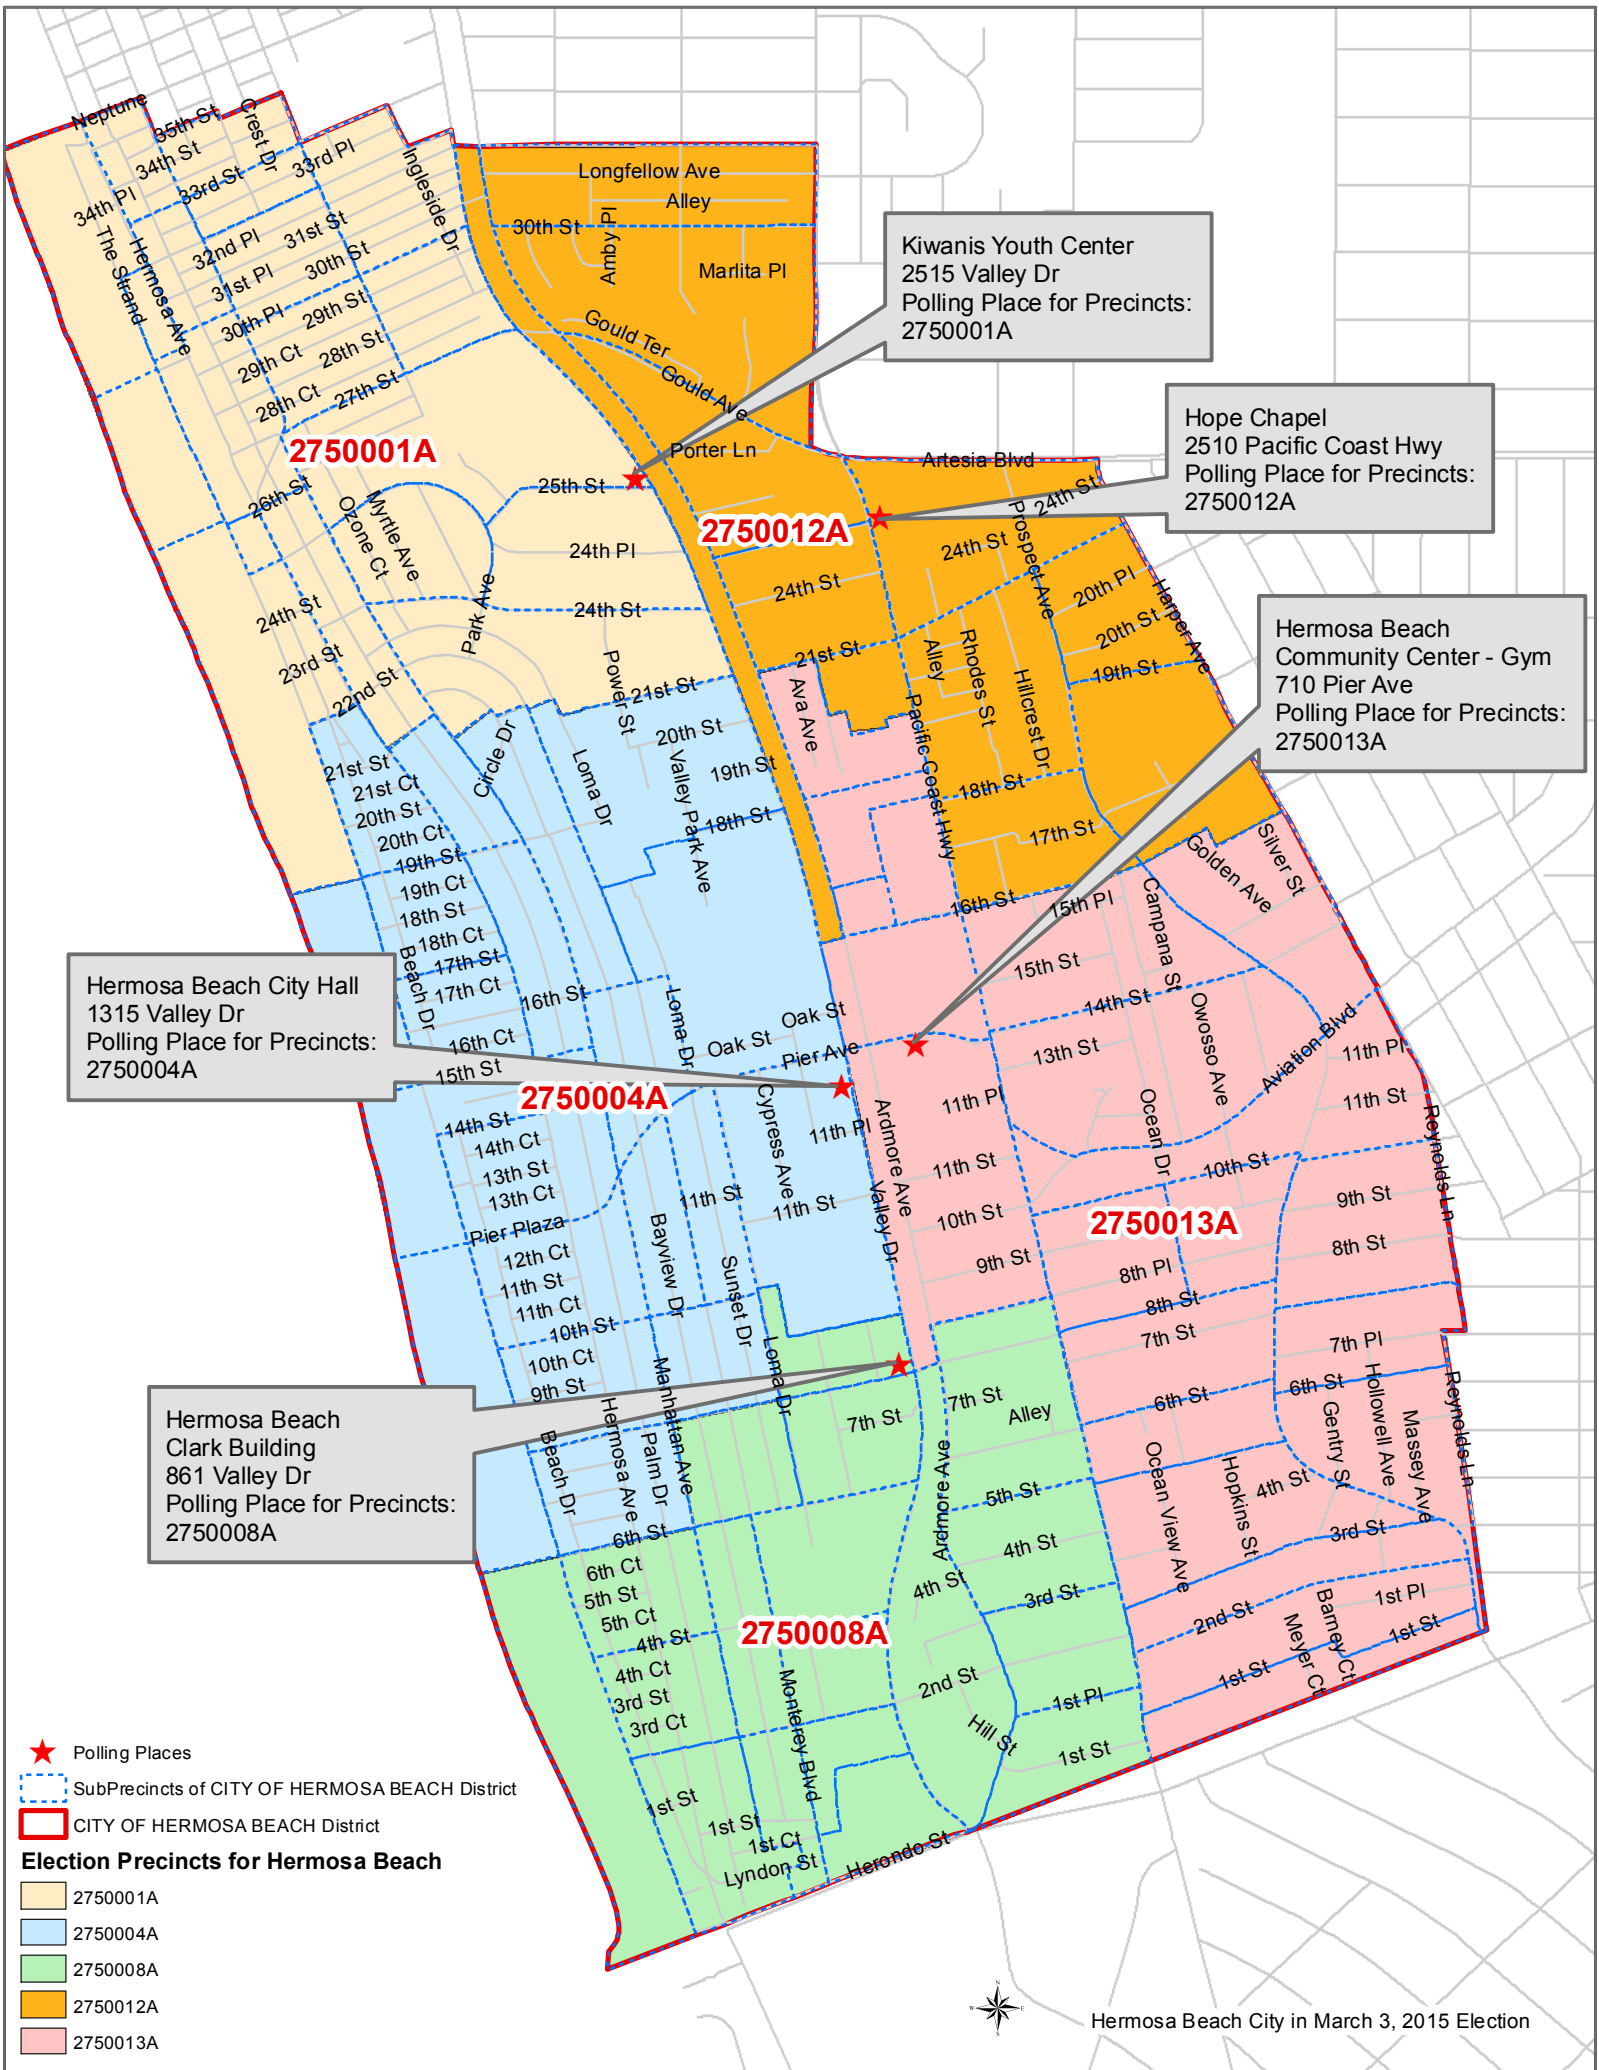 Neptune
35th St
Crest Dr
34th St
33rd Pl
33rd St
34th Pl
The Strand
Hermosa Ave
Ingleside Dr
32nd Pl
31st St
31st Pl
30th St
30th Pl
29th St
29th Ct
28th St
28th Ct
27th St
2750001A
26th St
Ozone Ct
Myrtle Ave
25th St
24th Pl
24th St
Park Ave
24th St
23rd St
22nd St
Power St
Longfellow Ave
Alley
30th St
Amby Pl
Marlita Pl
Gould Ter
Gould Ave
Porter Ln
Artesia Blvd
Kiwanis Youth Center
2515 Valley Dr
Polling Place for Precincts:
2750001A
Hope Chapel
2510 Pacific Coast Hwy
Polling Place for Precincts:
2750012A
2750012A
24th St
Prospect Ave
24th St
24th St
20th Pl
20th St
Harper Ave
19th St
21st St
Alley
Rhodes St
Hillcrest Dr
Pacific Coast Hwy
Ava Ave
18th St
17th St
16th St
Hermosa Beach
Community Center - Gym
710 Pier Ave
Polling Place for Precincts:
2750013A
21st St
20th St
19th St
Valley Park Ave
18th St
Circle Dr
Loma Dr
21st St
21st Ct
20th St
20th Ct
19th St
19th Ct
18th St
18th Ct
17th St
17th Ct
Beach Dr
16th St
16th Ct
15th St
Loma Dr
Oak St
Oak St
Pier Ave
Hermosa Beach City Hall
1315 Valley Dr
Polling Place for Precincts:
2750004A
2750004A
14th St
14th Ct
13th St
13th Ct
Pier Plaza
12th Ct
11th St
11th Ct
10th St
10th Ct
9th St
Cypress Ave
11th Pl
11th St
11th St
Bayview Dr
Sunset Dr
Loma Dr
Manhattan Ave
Palm Dr
Hermosa Ave
Beach Dr
6th St
15th Pl
Campana St
Golden Ave
Silver St
15th St
14th St
13th St
Owosso Ave
Aviation Blvd
11th Pl
11th St
Reynolds Ln
11th Pl
Ocean Dr
11th St
10th St
10th St
9th St
9th St
8th St
8th Pl
8th St
2750013A
Ardmore Ave
Valley Dr
7th St
7th Pl
6th St
6th St
Hollowell Ave
Gentry St
Massey Ave
Reynolds Ln
Ocean View Ave
Hopkins St
4th St
3rd St
2nd St
1st Pl
1st St
1st St
Barney Ct
Meyer Ct
Hermosa Beach
Clark Building
861 Valley Dr
Polling Place for Precincts:
2750008A
7th St
7th St
Alley
Ardmore Ave
5th St
4th St
4th St
3rd St
2750008A
6th Ct
5th St
5th Ct
4th St
4th Ct
3rd St
3rd Ct
2nd St
Hill St
1st Pl
1st St
Monterey Blvd
1st St
1st St
1st Ct
Lyndon St
Herondo St
Polling Places
SubPrecincts of CITY OF HERMOSA BEACH District
CITY OF HERMOSA BEACH District
Election Precincts for Hermosa Beach
2750001A
2750004A
2750008A
2750012A
2750013A
N
W
E
S
Hermosa Beach City in March 3, 2015 Election